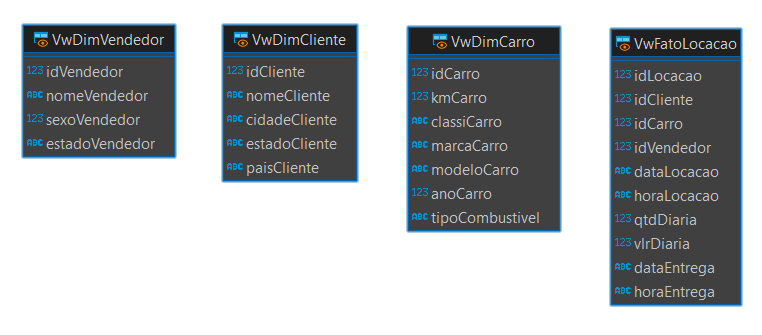 VwDimVendedor
123 idVendedor
ABC nomeVendedor
123 sexoVendedor
ABC estadoVendedor
VwDimCliente
123 idCliente
ABC nomeCliente
ABC cidadeCliente
ABC estadoCliente
ABC paisCliente
VwDimCarro
123 idCarro
123 kmCarro
ABC classiCarro
ABC marcaCarro
ABC modeloCarro
123 anoCarro
ABC tipoCombustivel
VwFatoLocacao
123 idLocacao
123 idCliente
123 idCarro
123 idVendedor
ABC dataLocacao
ABC horaLocacao
123 qtdDiaria
123 vlrDiaria
ABC dataEntrega
ABC horaEntrega